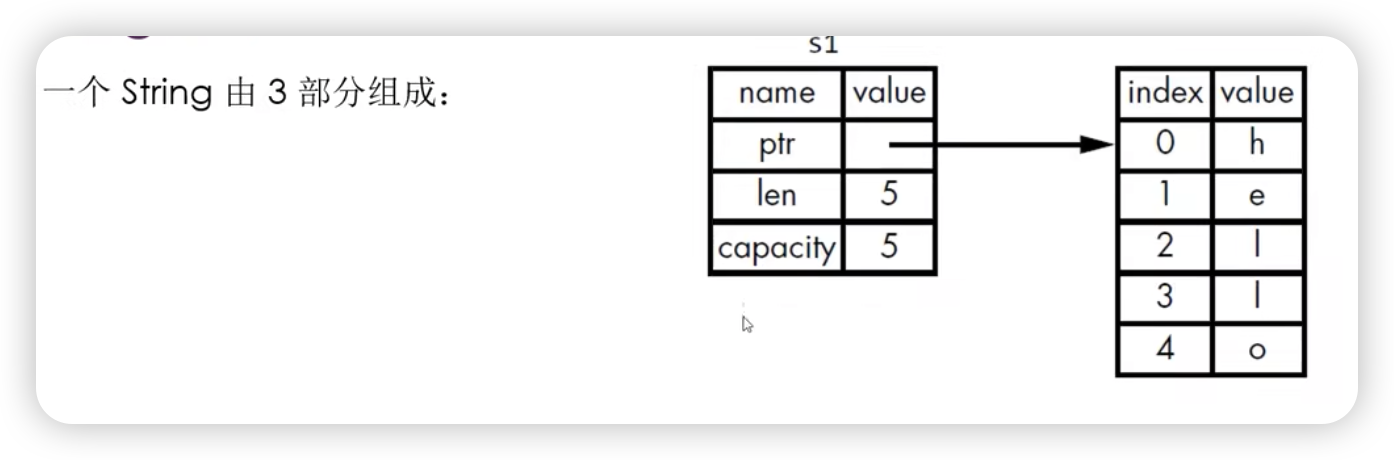 一个 String 由 3 部分组成：
s1
name value
ptr
len 5
capacity 5
index value
0 h
1 e
2 l
3 l
4 o